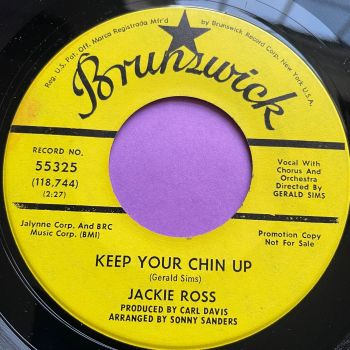 Reg. U.S. Pat. Off. Marca Registrada Mfr'd by Brunswick Record Corp. New York, U.S.A.
Brunswick
RECORD NO.
55325
(118,744)
(2:27)
Vocal With
Chorus And
Orchestra
Directed By
GERALD SIMS
Jalynne Corp. And BRC
Music Corp. (BMI)
Promotion Copy
Not For Sale
KEEP YOUR CHIN UP
(Gerald Sims)
JACKIE ROSS
PRODUCED BY CARL DAVIS
ARRANGED BY SONNY SANDERS